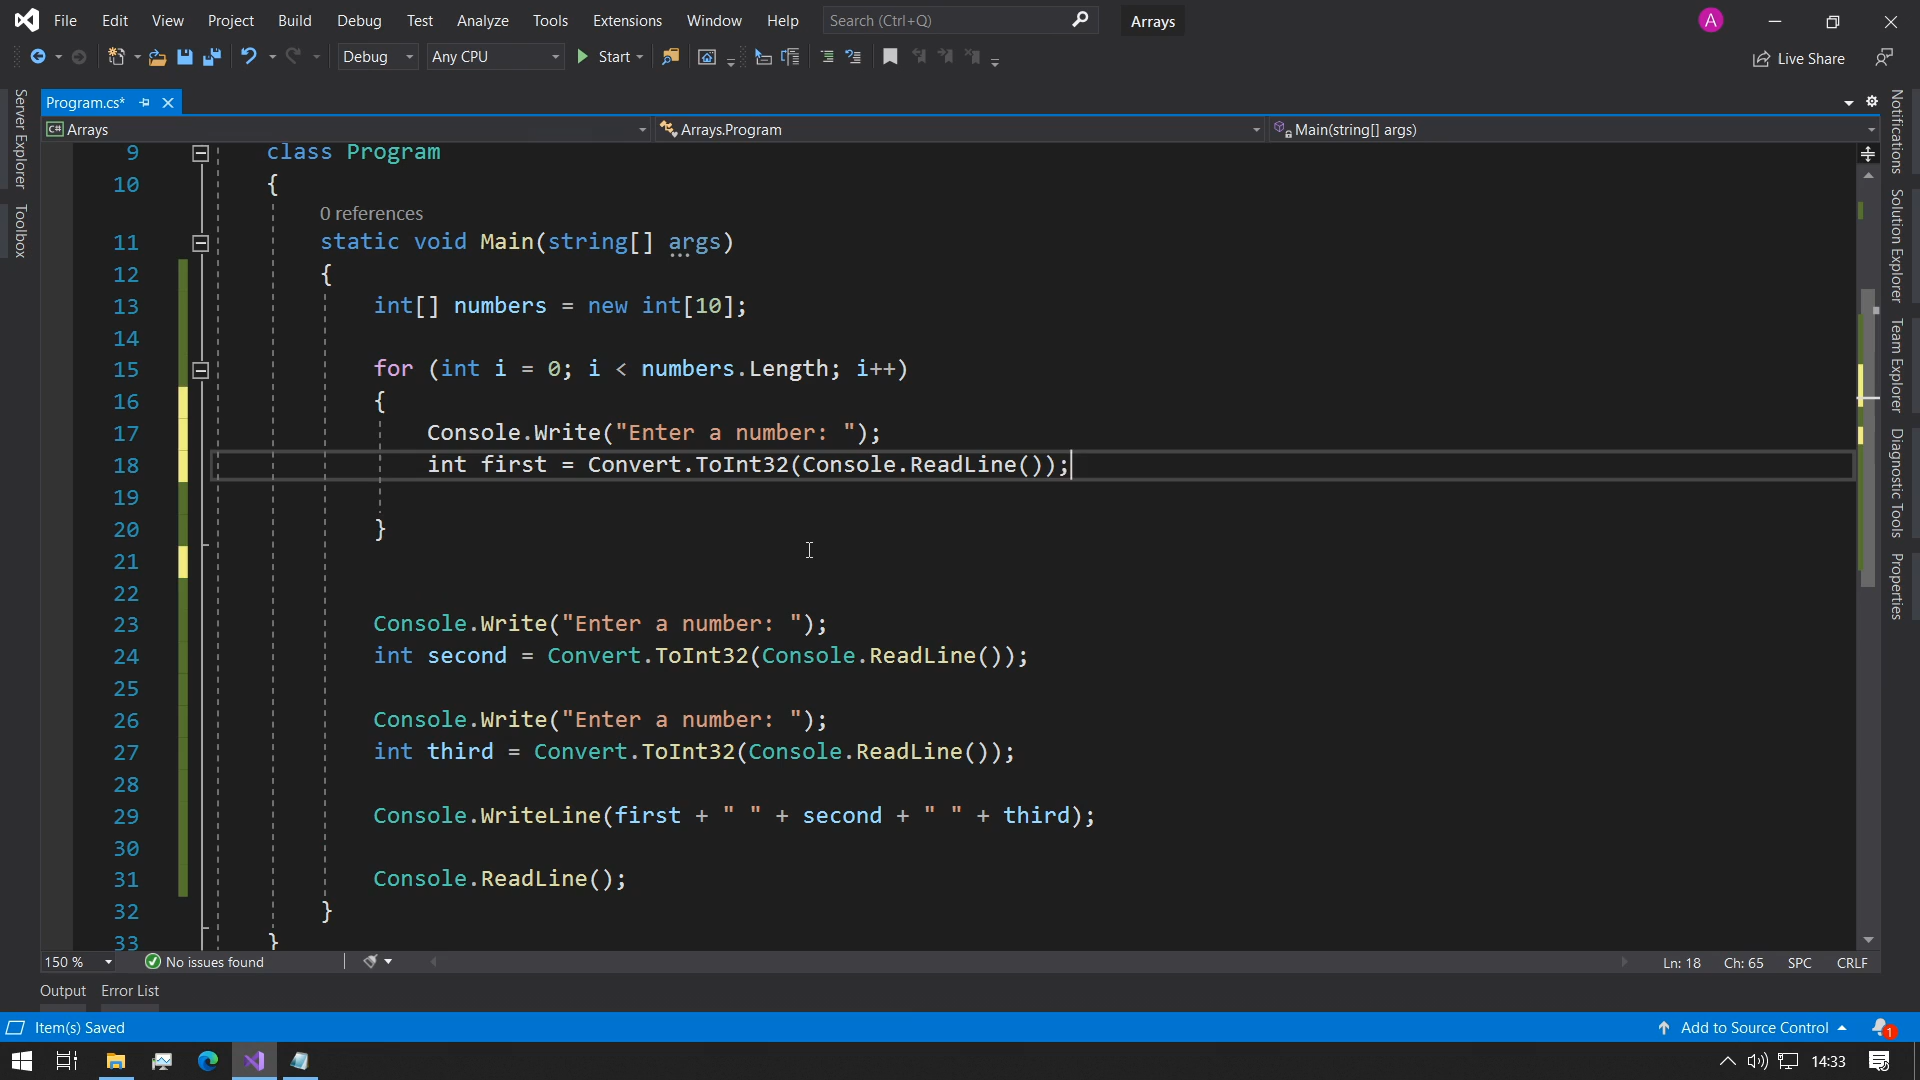 File Edit View Project Build Debug Test Analyze Tools Extensions Window Help Search (Ctrl+Q) Arrays A
Debug Any CPU Start Live Share
Program.cs*
C# Arrays Arrays.Program Main(string[] args)
Server Explorer
Toolbox
Notifications
Solution Explorer
Team Explorer
Diagnostic Tools
Properties
9 class Program
10 {
0 references
11 static void Main(string[] args)
12 {
13 int[] numbers = new int[10];
14
15 for (int i = 0; i < numbers.Length; i++)
16 {
17 Console.Write("Enter a number: ");
18 int first = Convert.ToInt32(Console.ReadLine());
19
20 }
21
22
23 Console.Write("Enter a number: ");
24 int second = Convert.ToInt32(Console.ReadLine());
25
26 Console.Write("Enter a number: ");
27 int third = Convert.ToInt32(Console.ReadLine());
28
29 Console.WriteLine(first + " " + second + " " + third);
30
31 Console.ReadLine();
32 }
33 }
150 % No issues found Ln: 18 Ch: 65 SPC CRLF
Output Error List
Item(s) Saved Add to Source Control 1
14:33